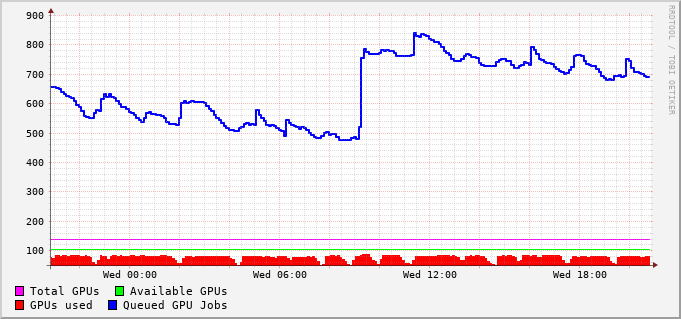 900
800
700
600
500
400
300
200
100
Wed 00:00 Wed 06:00 Wed 12:00 Wed 18:00
Total GPUs Available GPUs
GPUs used Queued GPU Jobs
RRDTOOL / TOBI OETIKER